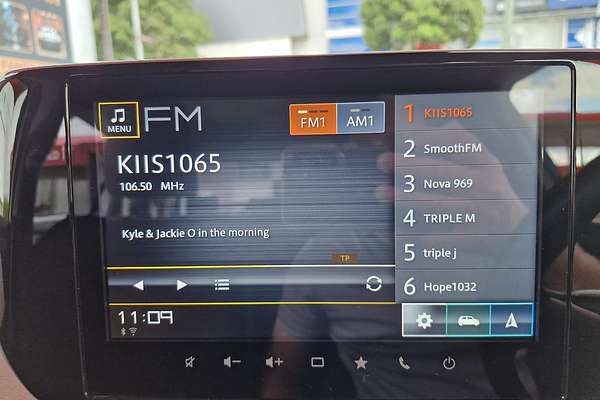 MENU
FM
FM1
AM1
KIIS1065
106.50 MHz
Kyle & Jackie O in the morning
TP
11:09
1 KIIS1065
2 SmoothFM
3 Nova 969
4 TRIPLE M
5 triple j
6 Hope1032